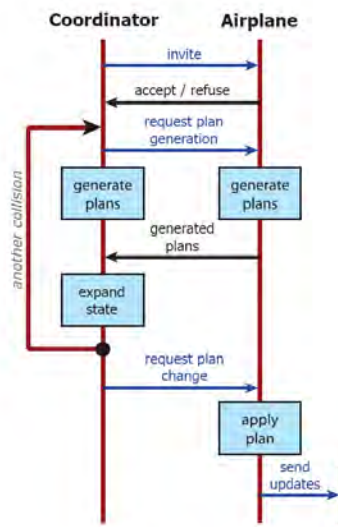 Coordinator Airplane
invite
accept / refuse
request plan
generation
generate
plans
generate
plans
generated
plans
another collision
expand
state
request plan
change
apply
plan
send
updates